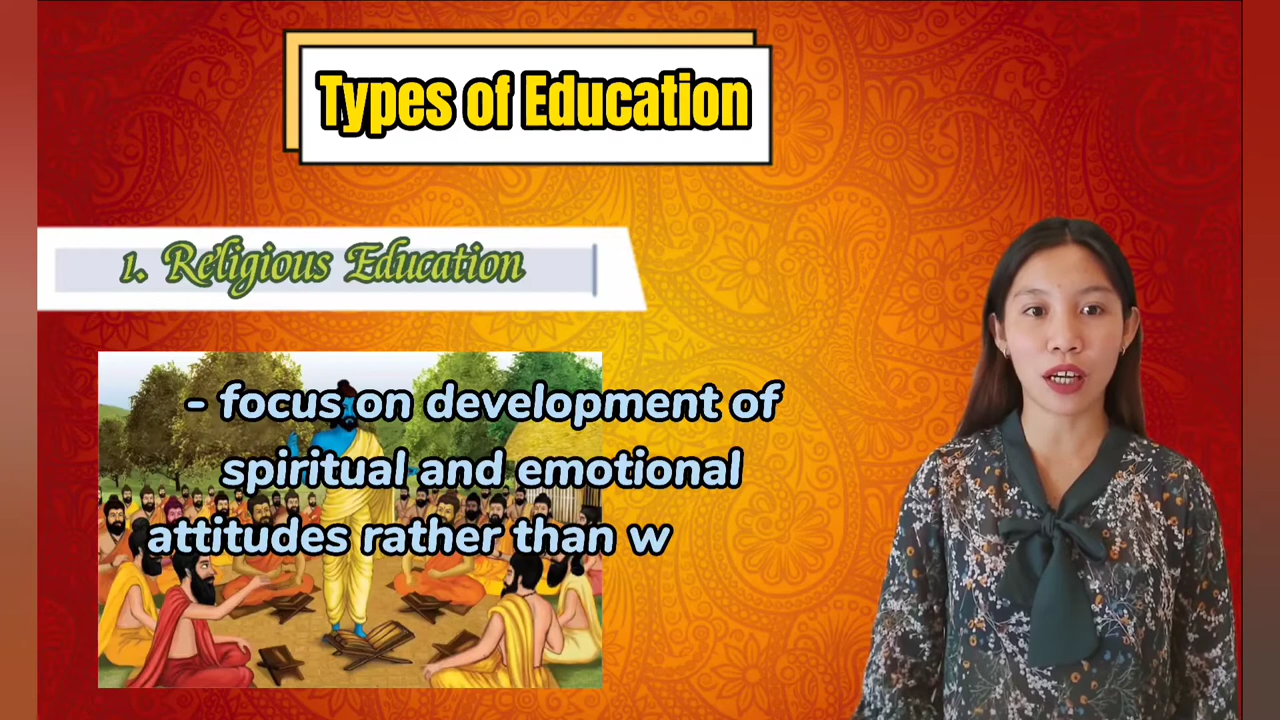 Types of Education
1. Religious Education
- focus on development of
spiritual and emotional
attitudes rather than w